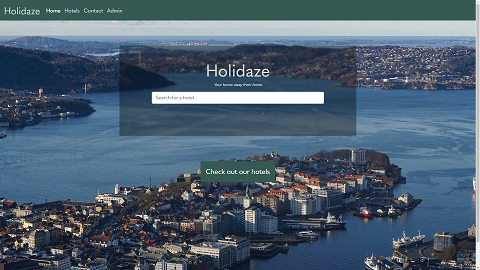 Holidaze Home Hotels Contact Admin
Holidaze
Your home away from home
Search for a hotel...
Check out our hotels